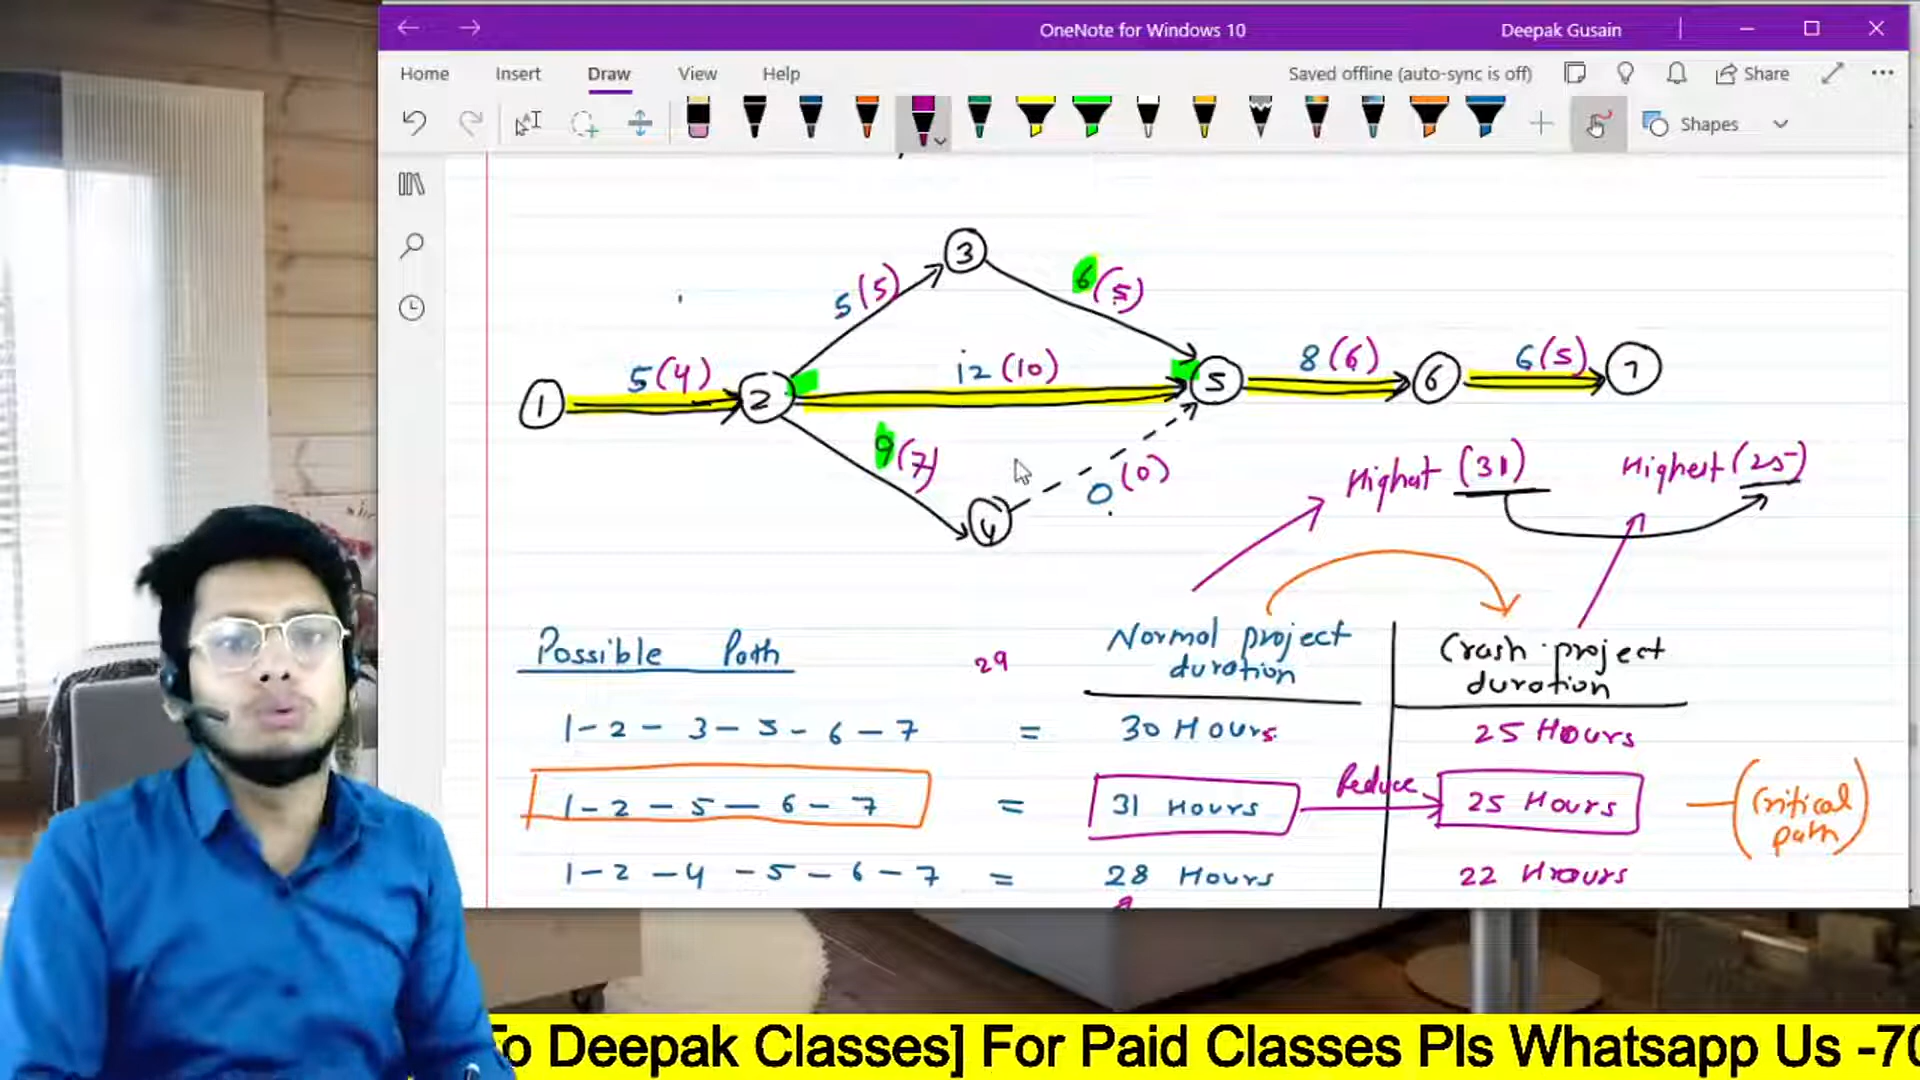 OneNote for Windows 10
Deepak Gusain
Home Insert Draw View Help
Saved offline (auto-sync is off)
Share
Shapes
3
5 (5)
6 (5)
5 (4)
12 (10)
8 (6)
6 (5)
1
2
5
6
7
9 (7)
0 (0)
4
Highest (31)
Highest (25)
Possible Path
29
Normal project
duration
Crash project
duration
1 - 2 - 3 - 5 - 6 - 7 = 30 Hours 25 Hours
1 - 2 - 5 - 6 - 7 = 31 Hours Reduce 25 Hours
(Critical
path)
1 - 2 - 4 - 5 - 6 - 7 = 28 Hours 22 Hours
To Deepak Classes] For Paid Classes Pls Whatsapp Us -70